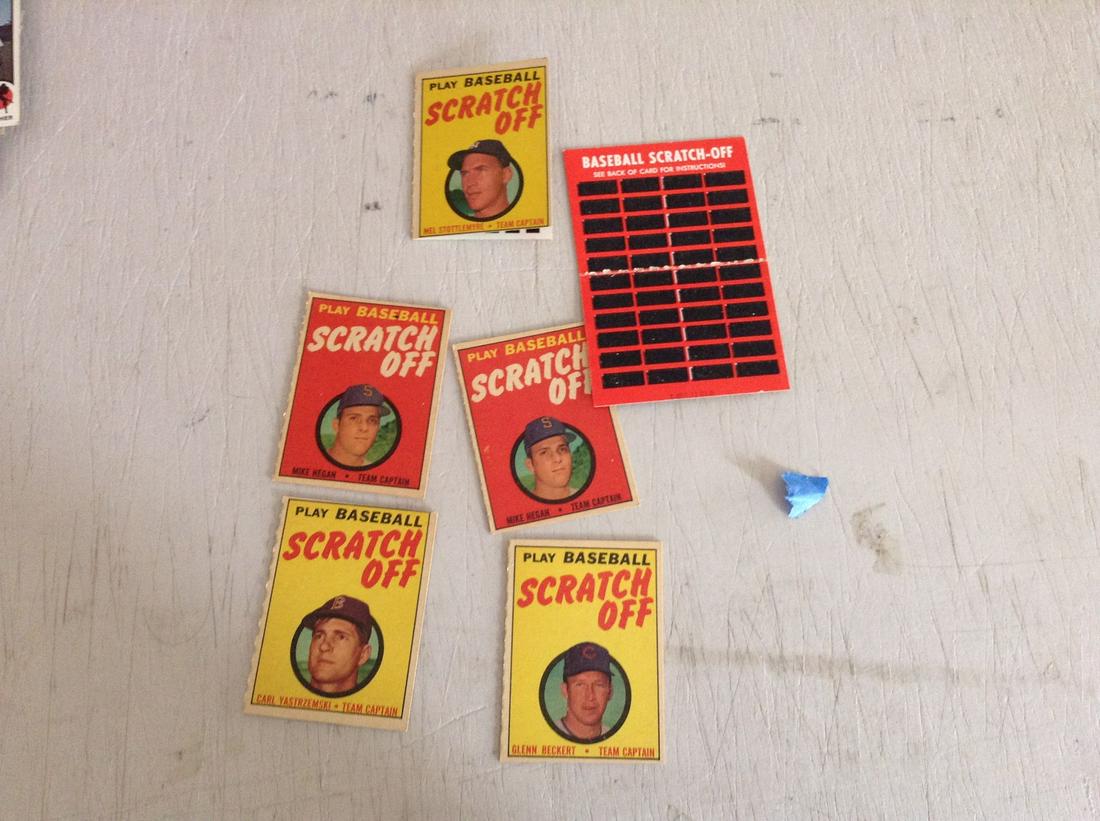 PLAY BASEBALL
SCRATCH
OFF
MEL STOTTLEMYRE • TEAM CAPTAIN
BASEBALL SCRATCH-OFF
SEE BACK OF CARD FOR INSTRUCTIONS!
PLAY BASEBALL
SCRATCH
OFF
S
MIKE HEGAN • TEAM CAPTAIN
PLAY BASEBALL
SCRATCH
OFF
S
MIKE HEGAN • TEAM CAPTAIN
PLAY BASEBALL
SCRATCH
OFF
B
CARL YASTRZEMSKI • TEAM CAPTAIN
PLAY BASEBALL
SCRATCH
OFF
C
GLENN BECKERT • TEAM CAPTAIN